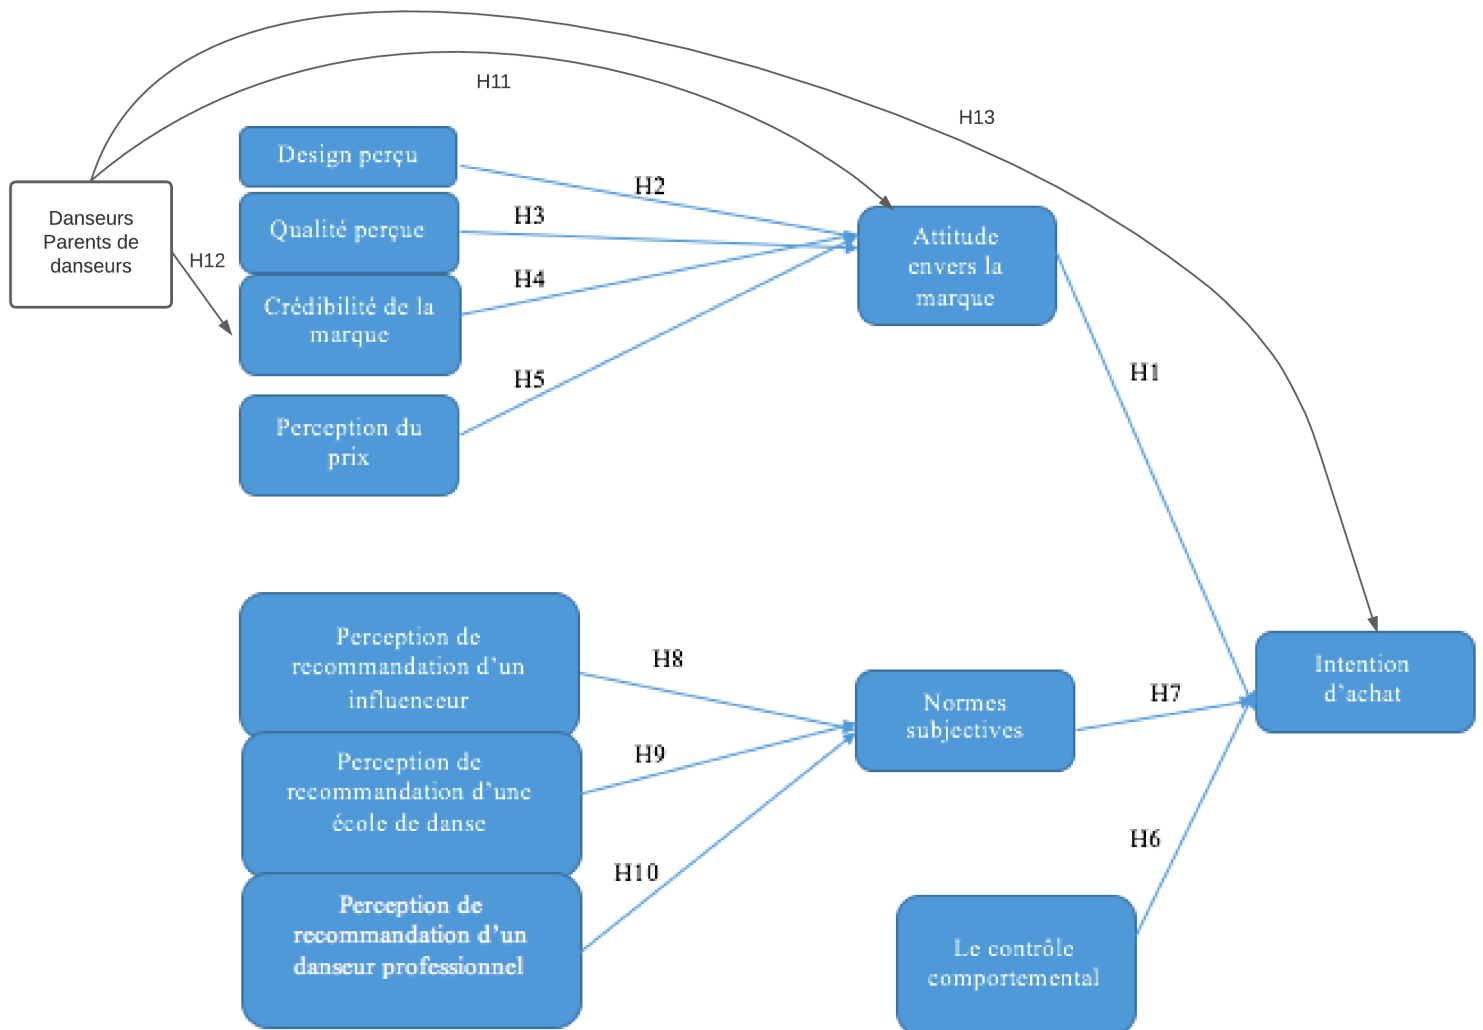 H11
H13
Design perçu
H2
Danseurs
Parents de
danseurs
H12
Qualité perçue
H3
Attitude
envers la
marque
Crédibilité de la
marque
H4
H1
H5
Perception du
prix
Perception de
recommandation d'un
influenceur
H8
Intention
d'achat
Normes
subjectives
H7
Perception de
recommandation d'une
école de danse
H9
H6
H10
Perception de
recommandation d'un
danseur professionnel
Le contrôle
comportemental